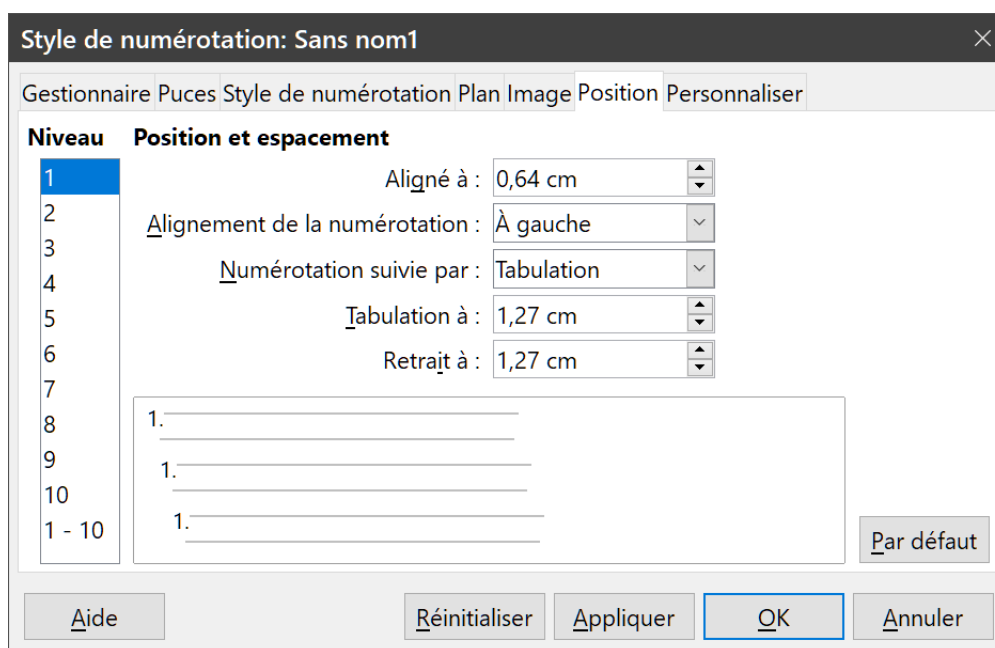 Style de numérotation: Sans nom1
Gestionnaire Puces Style de numérotation Plan Image Position Personnaliser
Niveau Position et espacement
1
2
3
4
5
6
7
8
9
10
1 - 10
Aligné à : 0,64 cm
Alignement de la numérotation : À gauche
Numérotation suivie par : Tabulation
Tabulation à : 1,27 cm
Retrait à : 1,27 cm
1.
1.
1.
Par défaut
Aide Réinitialiser Appliquer OK Annuler